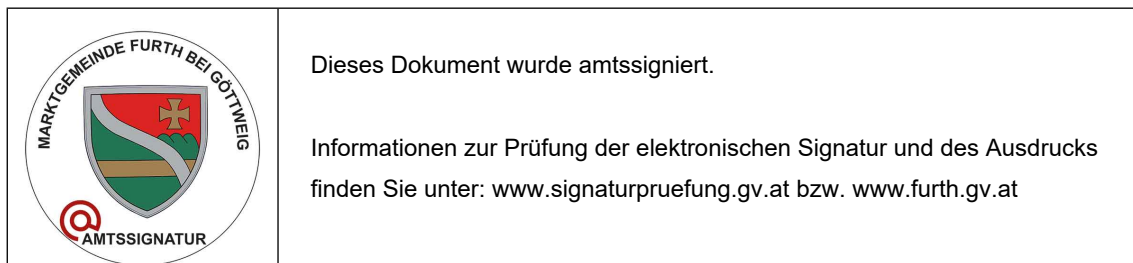 MARKTGEMEINDE FURTH BEI GÖTTWEIG
@
AMTSSIGNATUR
Dieses Dokument wurde amtssigniert.
Informationen zur Prüfung der elektronischen Signatur und des Ausdrucks
finden Sie unter: www.signaturpruefung.gv.at bzw. www.furth.gv.at